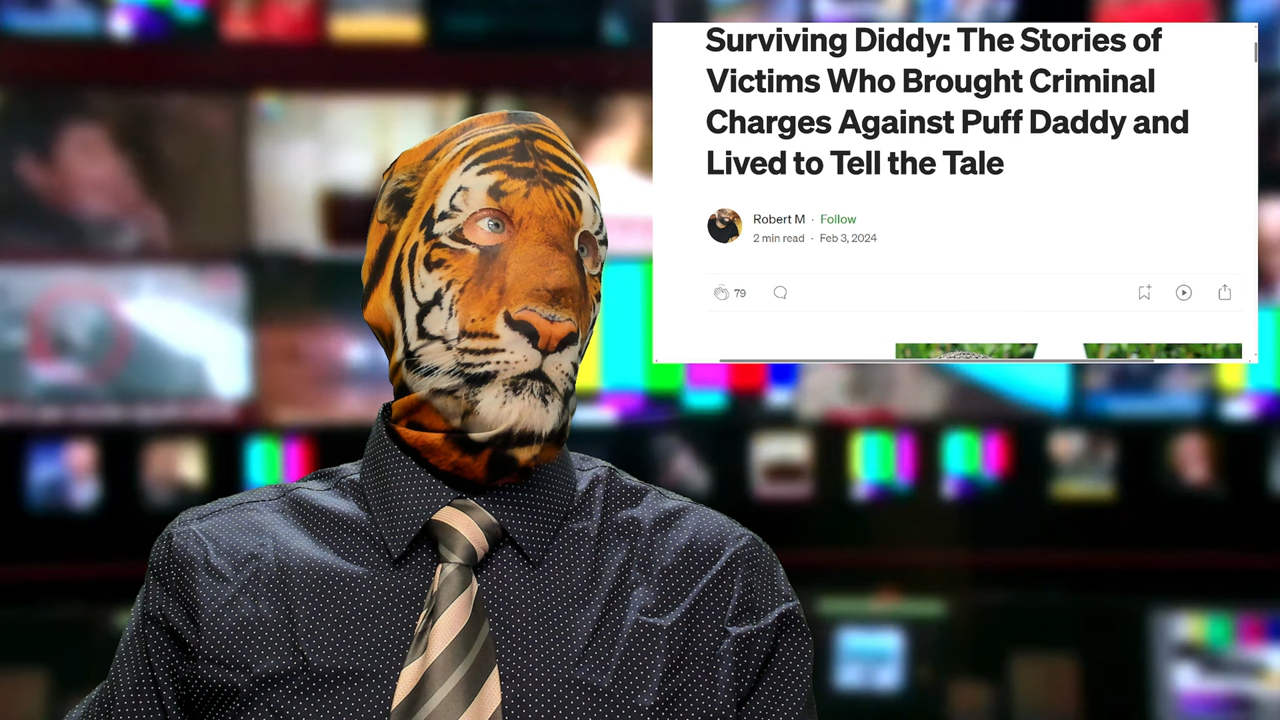 Surviving Diddy: The Stories of
Victims Who Brought Criminal
Charges Against Puff Daddy and
Lived to Tell the Tale
Robert M · Follow
2 min read · Feb 3, 2024
79